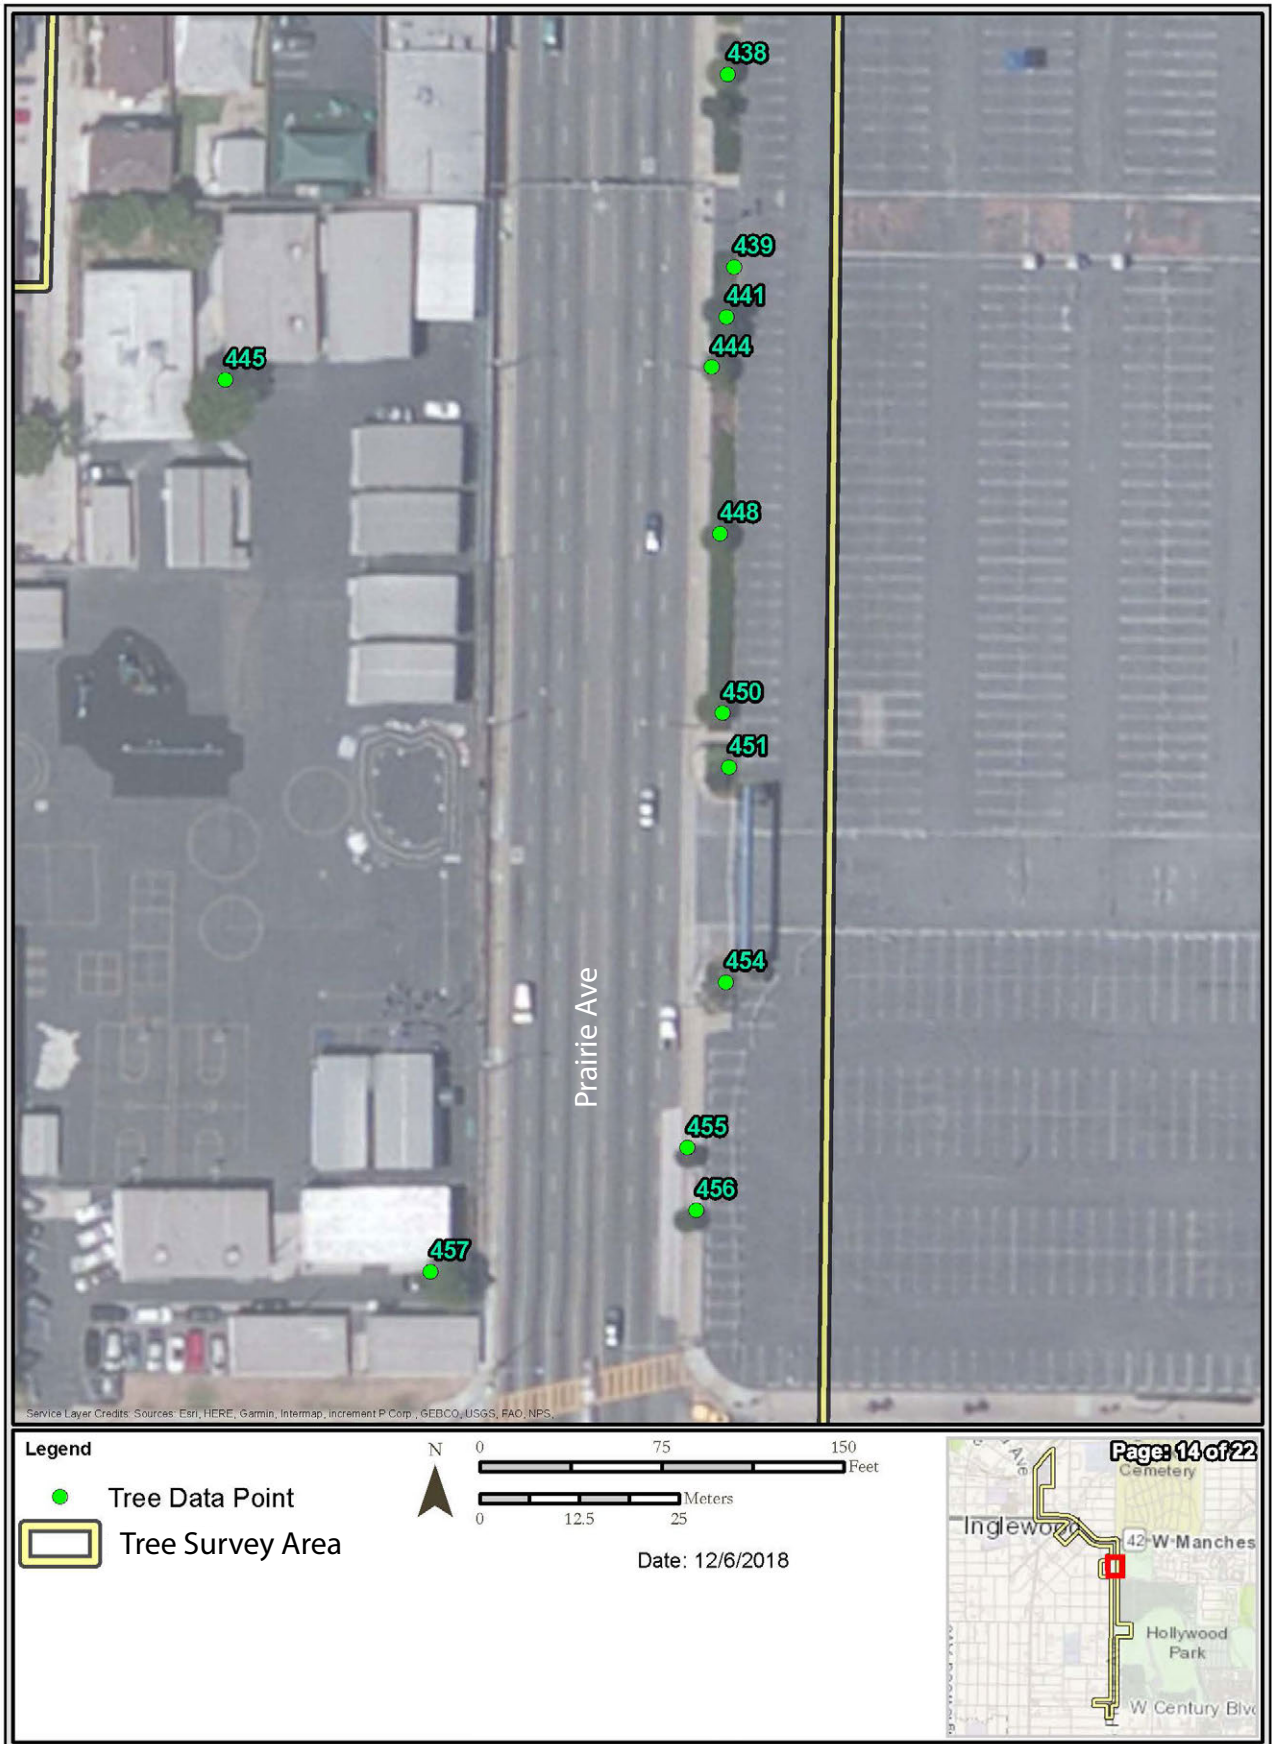 438
439
441
444
445
448
450
451
454
Prairie Ave
455
456
457
Service Layer Credits: Sources: Esri, HERE, Garmin, Intermap, increment P Corp., GEBCO, USGS, FAO, NPS,
Legend
Tree Data Point
Tree Survey Area
N
0 75 150
Feet
Meters
0 12.5 25
Date: 12/6/2018
Page: 14 of 22
Ave
Cemetery
Inglewood
42 W Manches
Hollywood
Park
W Century Blv